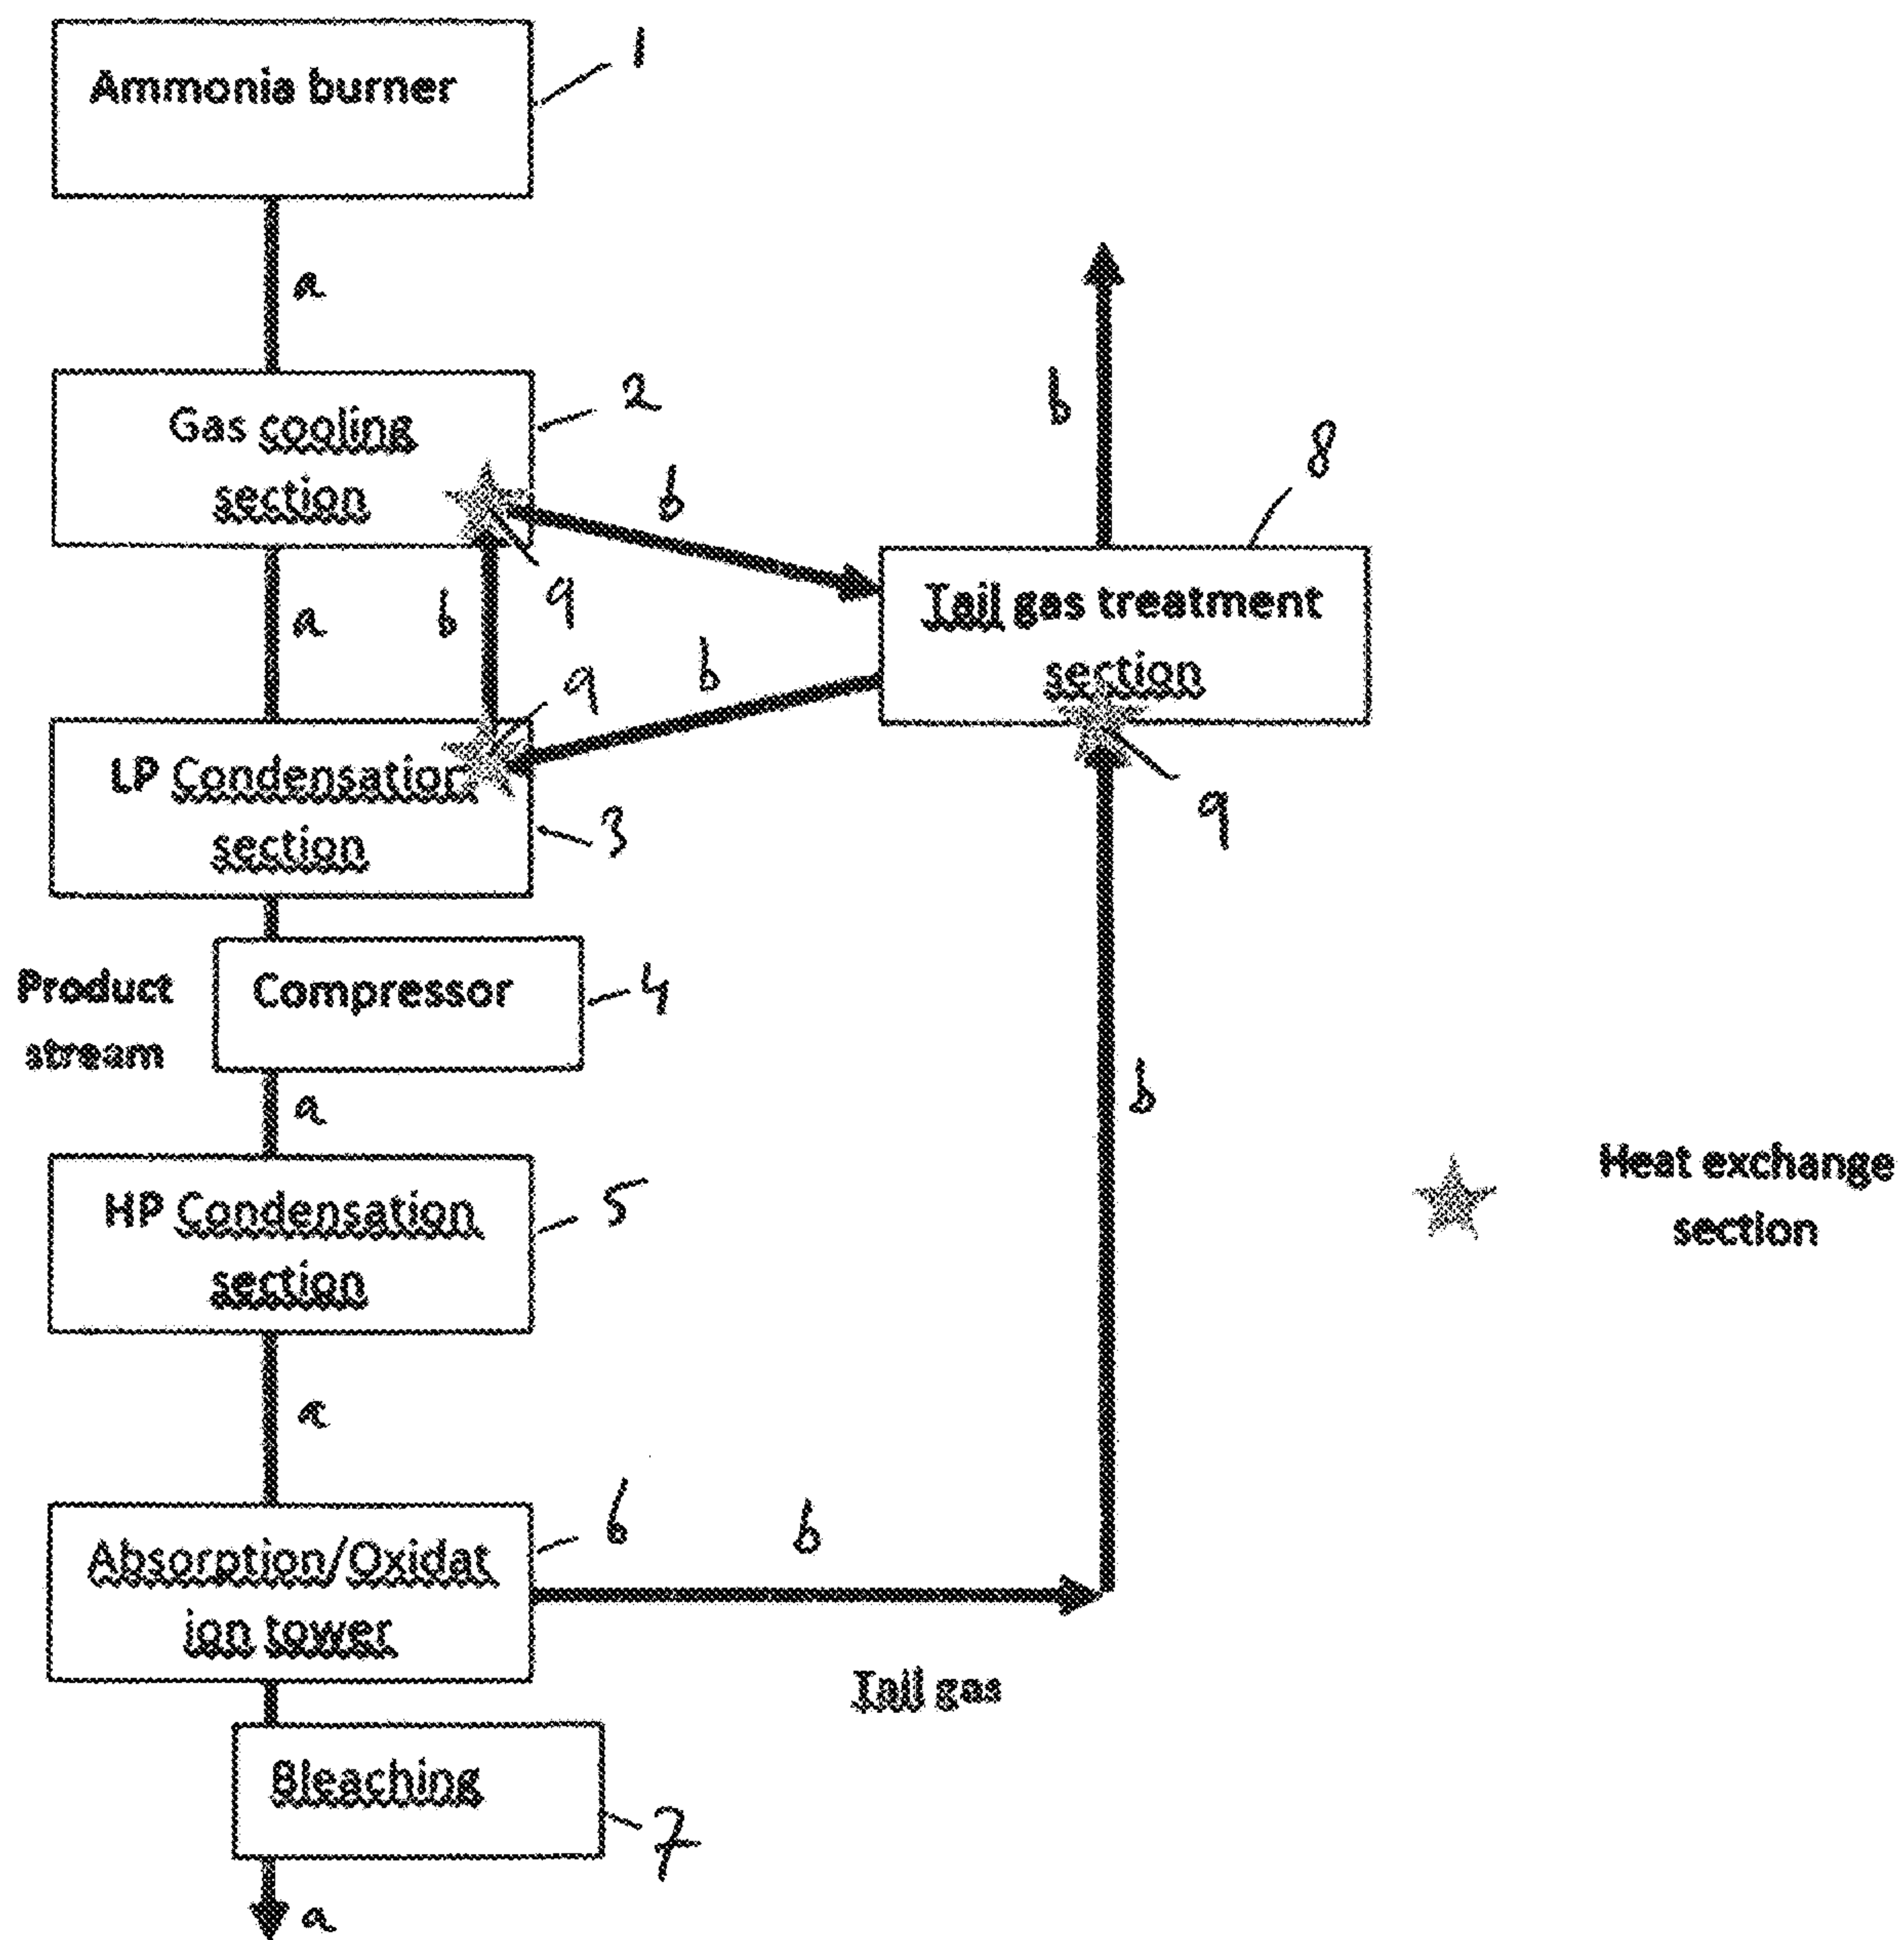 Ammonia burner
1
a
Gas cooling
section
2
b
b
8
a
b
9
Tail gas treatment
section
b
9
LP Condensation
section
3
9
Product
stream
Compressor
4
a
b
HP Condensation
section
5
Heat exchange
section
a
Absorption/Oxidat
ion tower
6
b
Tail gas
Bleaching
7
a